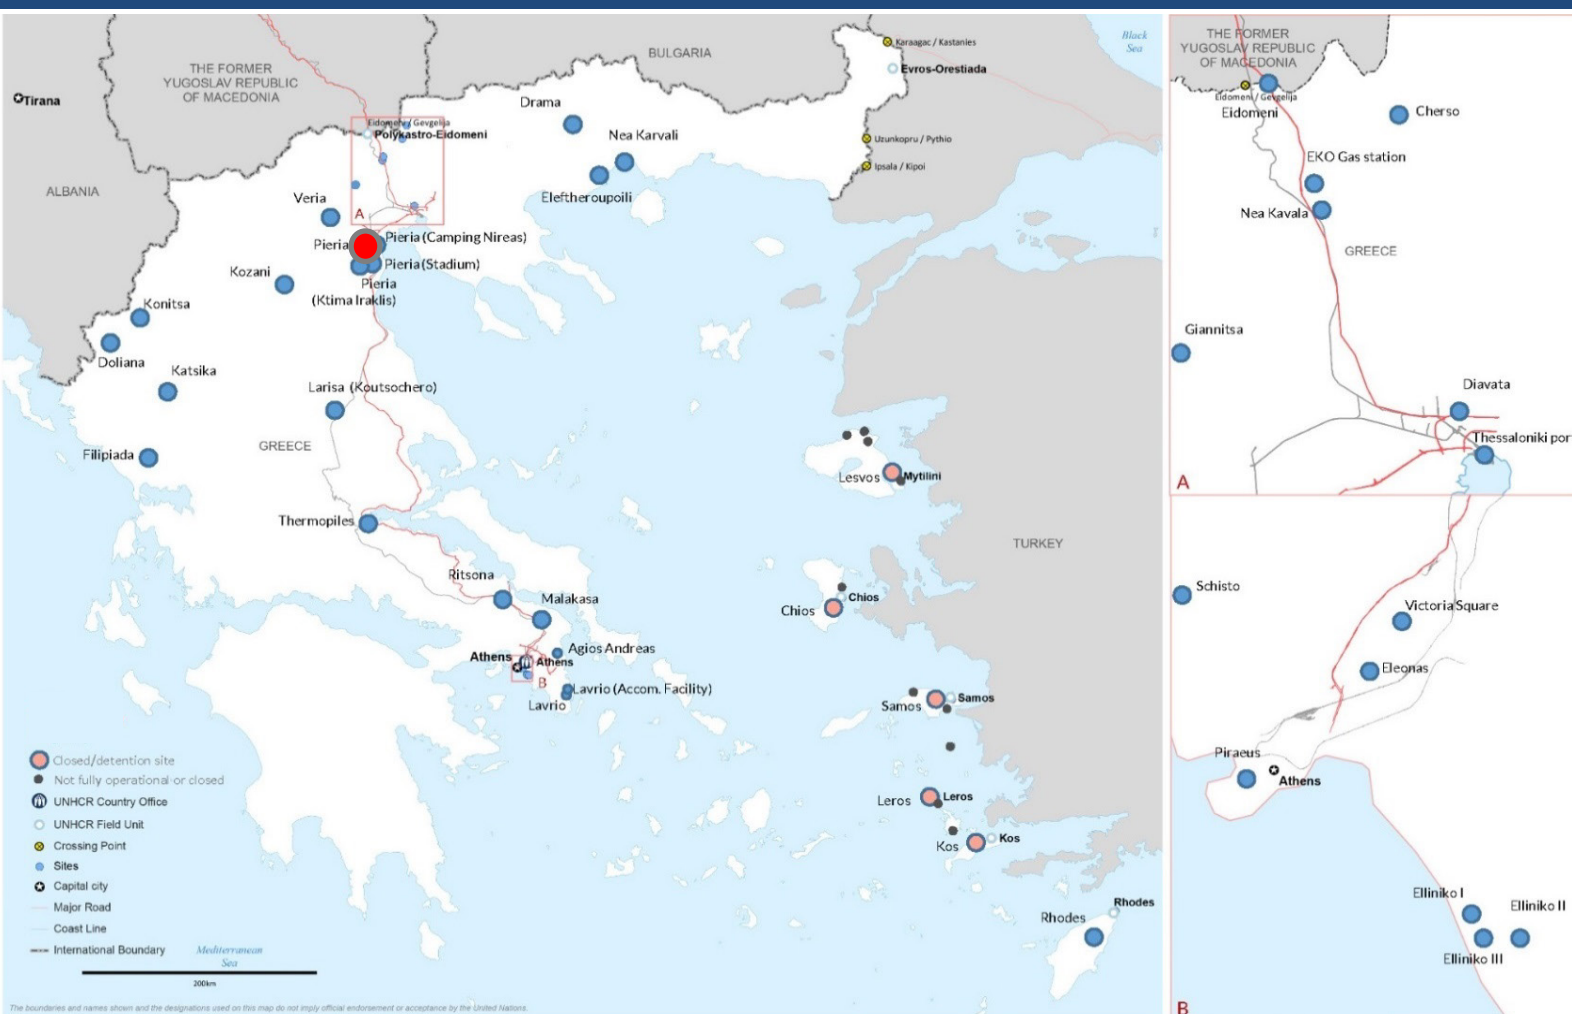 Black
Sea
BULGARIA
Karaagac / Kastanies
Evros-Orestiada
THE FORMER
YUGOSLAV REPUBLIC
OF MACEDONIA
Tirana
Drama
Eidomeni / Gevgelija
Polykastro-Eidomeni
Nea Karvali
Uzunkopru / Pythio
Ipsala / Kipoi
ALBANIA
Veria
A
Eleftheroupoili
Pieria
Pieria (Camping Nireas)
Pieria (Stadium)
Kozani
Pieria
(Ktima Iraklis)
Konitsa
Doliana
Katsika
Larisa (Koutsochero)
GREECE
Filipiada
Lesvos
Mytilini
Thermopiles
TURKEY
Ritsona
Malakasa
Chios
Chios
Athens
Athens
Agios Andreas
B
Lavrio (Accom. Facility)
Lavrio
Samos
Samos
Leros
Leros
Kos
Kos
Rhodes
Rhodes
Closed/detention site
Not fully operational or closed
UNHCR Country Office
UNHCR Field Unit
Crossing Point
Sites
Capital city
Major Road
Coast Line
International Boundary
Mediterranean
Sea
200km
The boundaries and names shown and the designations used on this map do not imply official endorsement or acceptance by the United Nations.
THE FORMER
YUGOSLAV REPUBLIC
OF MACEDONIA
Eidomeni / Gevgelija
Eidomeni
Cherso
EKO Gas station
Nea Kavala
GREECE
Giannitsa
Diavata
Thessaloniki por
A
Schisto
Victoria Square
Eleonas
Piraeus
Athens
Elliniko I
Elliniko II
Elliniko III
B